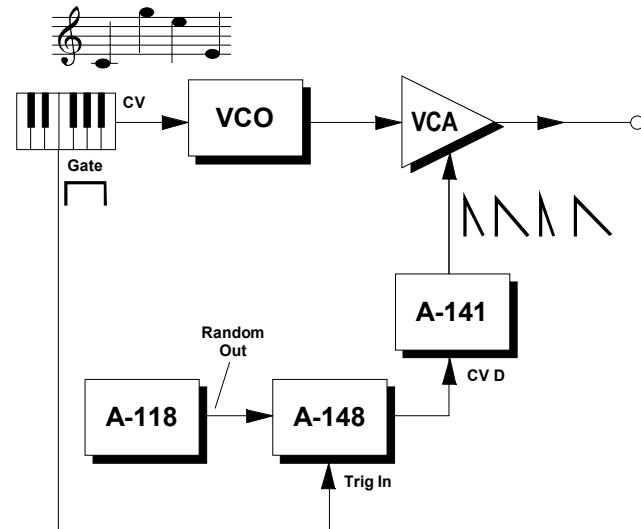 CV
VCO
VCA
Gate
A-141
Random
Out
CV D
A-118
A-148
Trig In